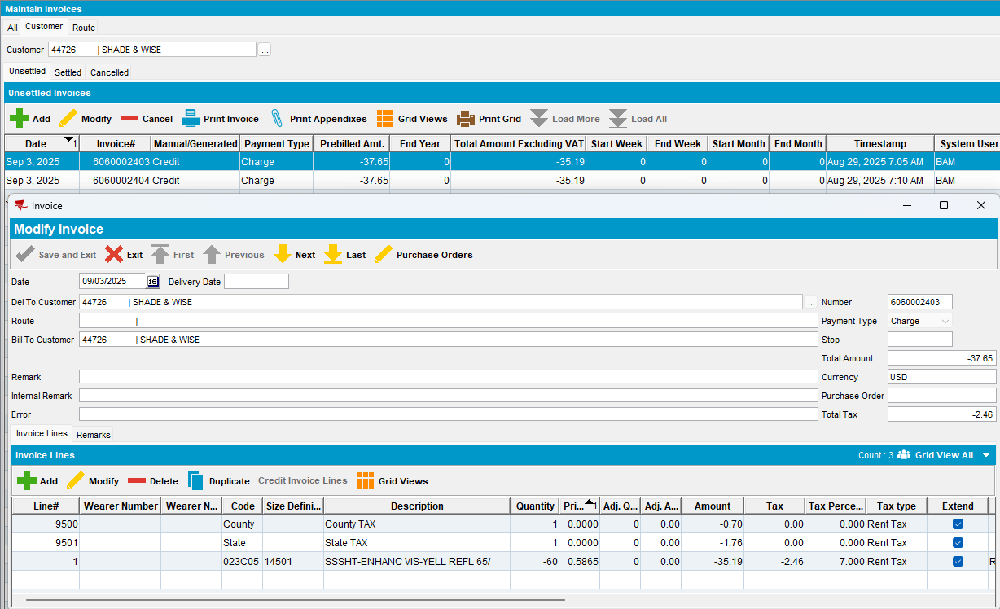 Maintain Invoices
All Customer Route
Customer 44726 | SHADE & WISE ...
Unsettled Settled Cancelled
Unsettled Invoices
Add Modify Cancel Print Invoice Print Appendixes Grid Views Print Grid Load More Load All
Date 1 Invoice# Manual/Generated Payment Type Prebilled Amt. End Year Total Amount Excluding VAT Start Week End Week Start Month End Month Timestamp System User
Sep 3, 2025 6060002403 Credit Charge -37.65 0 -35.19 0 0 0 0 Aug 29, 2025 7:05 AM BAM
Sep 3, 2025 6060002404 Credit Charge -37.65 0 -35.19 0 0 0 0 Aug 29, 2025 7:10 AM BAM
Invoice
Modify Invoice
Save and Exit Exit First Previous Next Last Purchase Orders
Date 09/03/2025 16 Delivery Date
Del To Customer 44726 | SHADE & WISE ... Number 6060002403
Route | Payment Type Charge
Bill To Customer 44726 | SHADE & WISE Stop
Total Amount -37.65
Remark Currency USD
Internal Remark Purchase Order
Error Total Tax -2.46
Invoice Lines Remarks
Invoice Lines Count : 3 Grid View All
Add Modify Delete Duplicate Credit Invoice Lines Grid Views
Line# Wearer Number Wearer N... Code Size Defini... Description Quantity Pri... 1 Adj. Q... Adj. A... Amount Tax Tax Perce... Tax type Extend
9500 County County TAX 1 0.0000 0 0.00 -0.70 0.00 0.000 Rent Tax
9501 State State TAX 1 0.0000 0 0.00 -1.76 0.00 0.000 Rent Tax
1 023C05 14501 SSSHT-ENHANC VIS-YELL REFL 65/ -60 0.5865 0 0.00 -35.19 -2.46 7.000 Rent Tax R